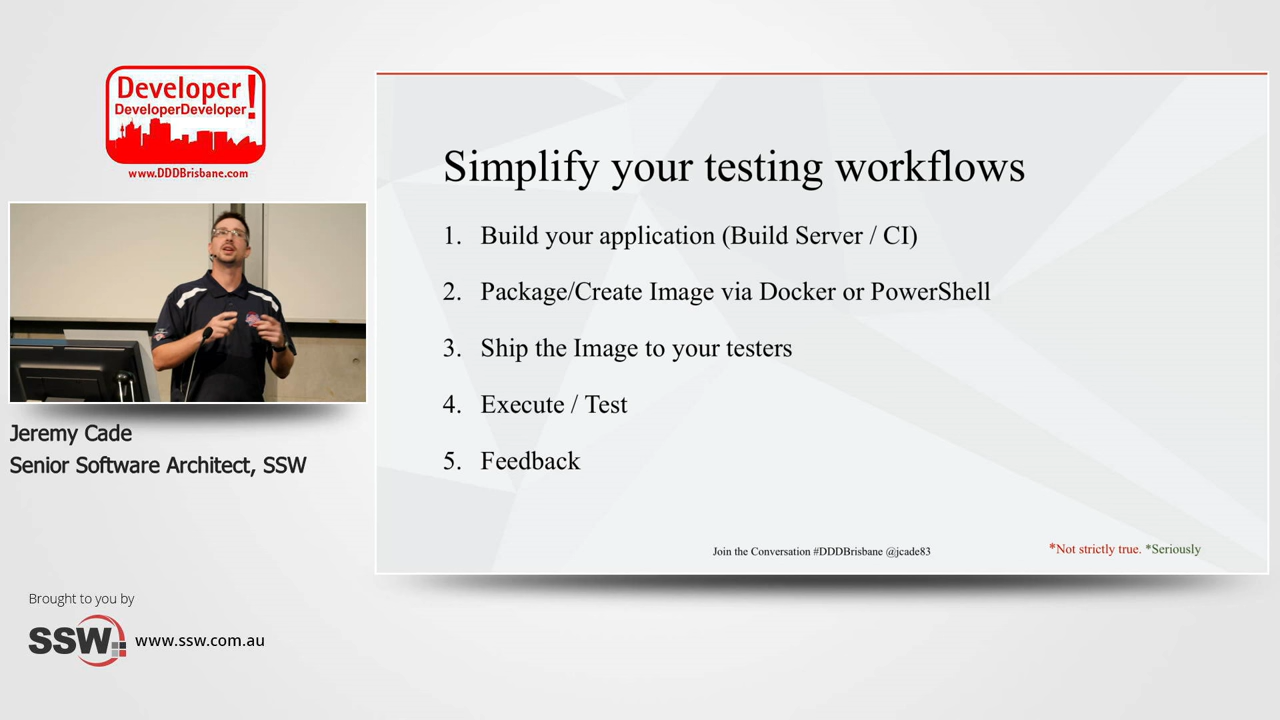 Developer!
DeveloperDeveloper
www.DDDBrisbane.com
Jeremy Cade
Senior Software Architect, SSW
Brought to you by
SSW www.ssw.com.au
Simplify your testing workflows
1. Build your application (Build Server / CI)
2. Package/Create Image via Docker or PowerShell
3. Ship the Image to your testers
4. Execute / Test
5. Feedback
Join the Conversation #DDDBrisbane @jcade83
*Not strictly true. *Seriously